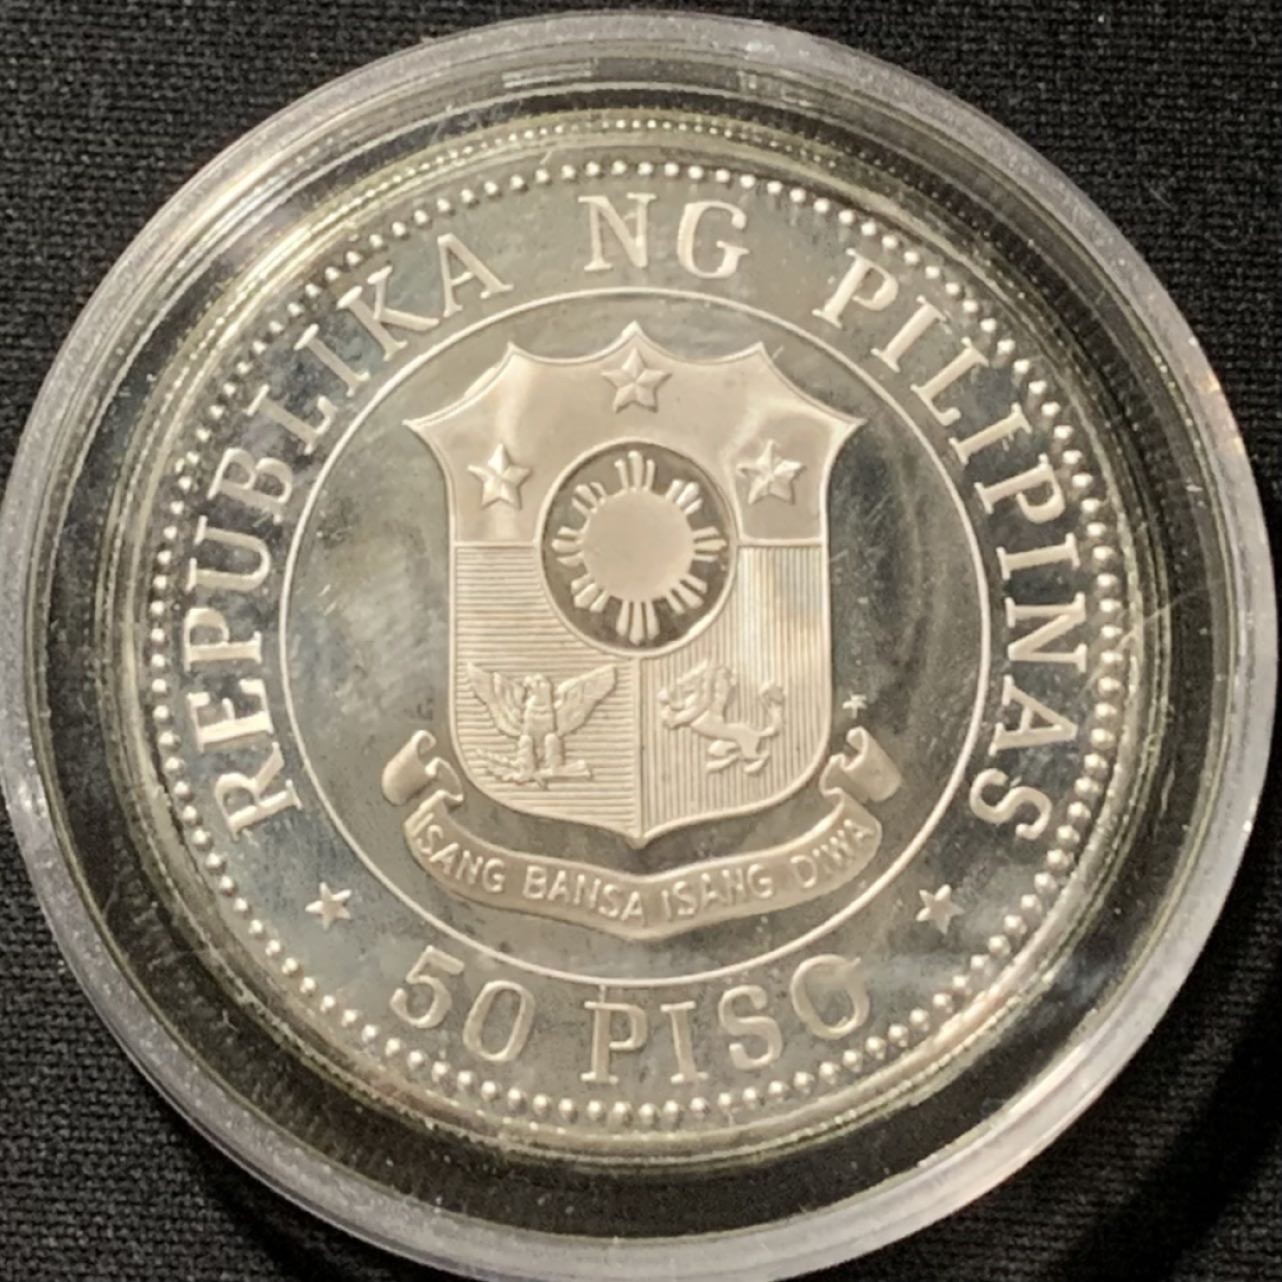 REPUBLIKA NG PILIPINAS
ISANG BANSA ISANG DIWA
50 PISO